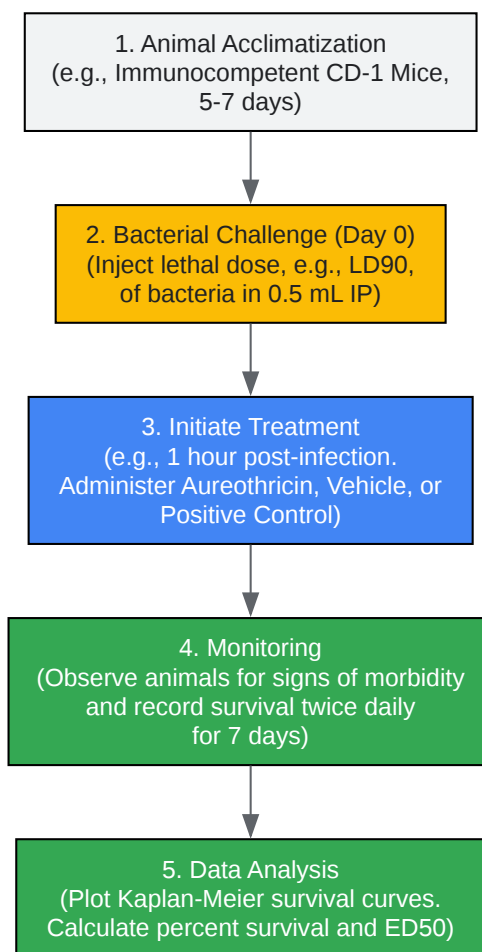 1. Animal Acclimatization
(e.g., Immunocompetent CD-1 Mice,
5-7 days)
2. Bacterial Challenge (Day 0)
(Inject lethal dose, e.g., LD90,
of bacteria in 0.5 mL IP)
3. Initiate Treatment
(e.g., 1 hour post-infection.
Administer Aureothricin, Vehicle, or
Positive Control)
4. Monitoring
(Observe animals for signs of morbidity
and record survival twice daily
for 7 days)
5. Data Analysis
(Plot Kaplan-Meier survival curves.
Calculate percent survival and ED50)